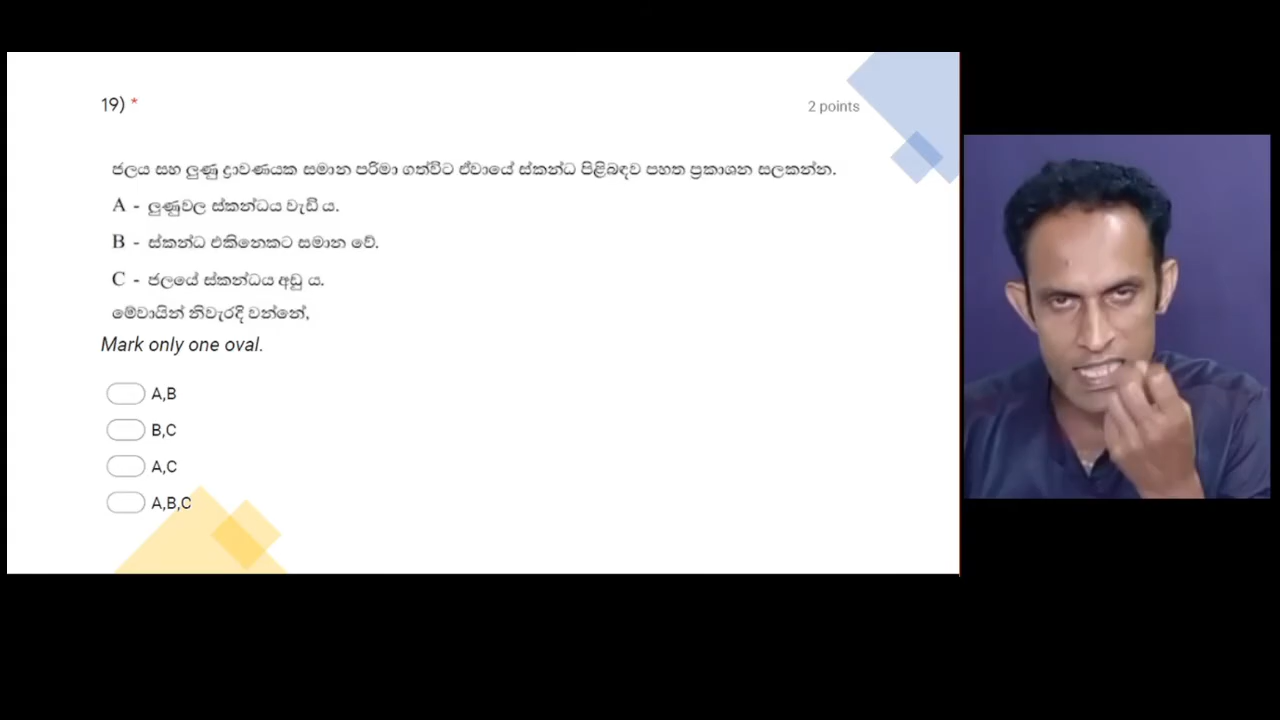 19) *
2 points
ජලය සහ ලුණු ද්‍රාවණයක සමාන පරිමා ගත්විට ඒවායේ ස්කන්ධ පිළිබඳව පහත ප්‍රකාශන සලකන්න.
A - ලුණුවල ස්කන්ධය වැඩි ය.
B - ස්කන්ධ එකිනෙකට සමාන වේ.
C - ජලයේ ස්කන්ධය අඩු ය.
මේවායින් නිවැරදි වන්නේ,
Mark only one oval.
A,B
B,C
A,C
A,B,C